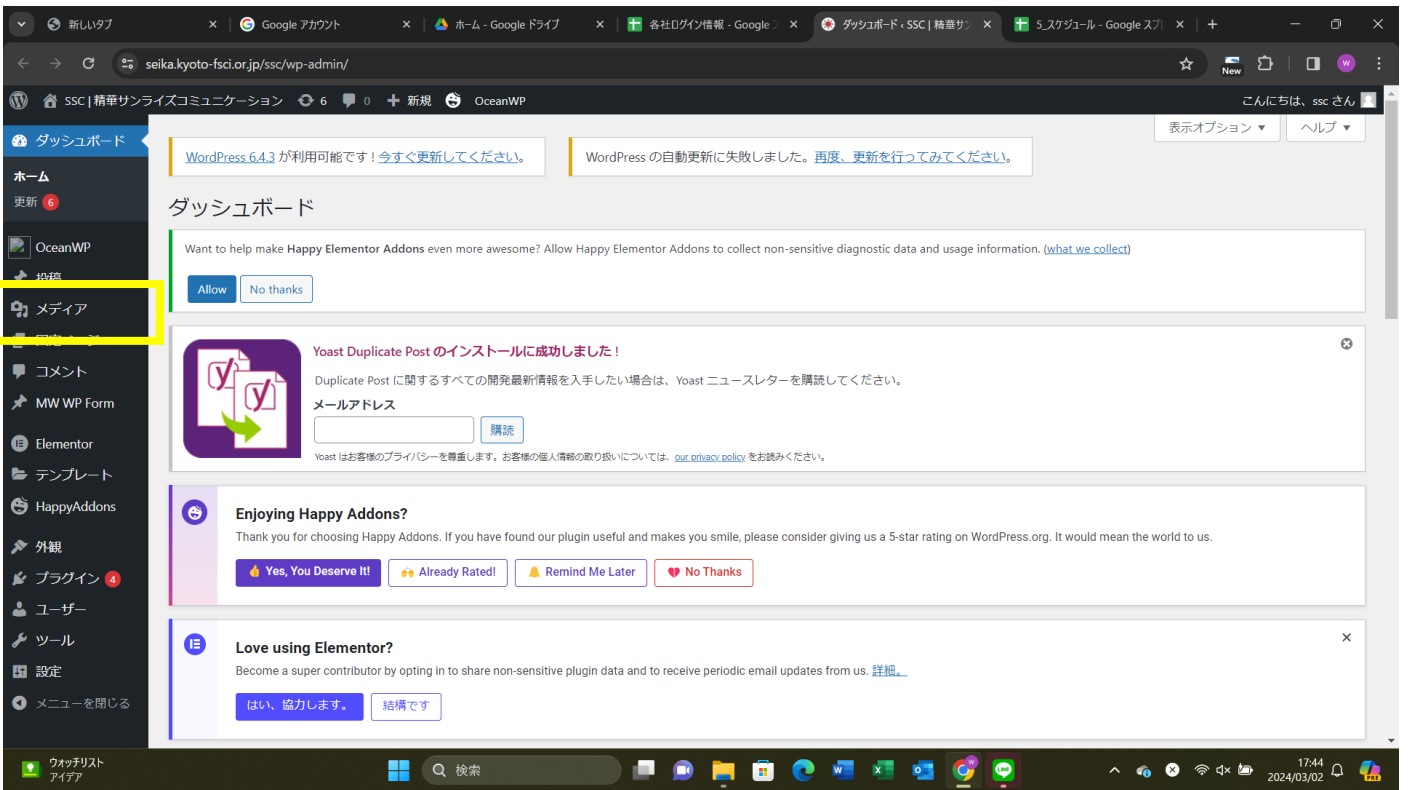 新しいタブ
Google アカウント
ホーム - Google ドライブ
各社ログイン情報 - Google ス
ダッシュボード ‹ SSC | 精華サン
5_スケジュール - Google スプレ
seika.kyoto-fsci.or.jp/ssc/wp-admin/
New
W
SSC | 精華サンライズコミュニケーション 6 0 新規 OceanWP
こんにちは、ssc さん
ダッシュボード
表示オプション ▼
ヘルプ ▼
WordPress 6.4.3 が利用可能です ! 今すぐ更新してください。
WordPress の自動更新に失敗しました。再度、更新を行ってみてください。
ホーム
更新 6
ダッシュボード
OceanWP
投稿
メディア
固定ページ
コメント
MW WP Form
Elementor
テンプレート
HappyAddons
外観
プラグイン 4
ユーザー
ツール
設定
メニューを閉じる
Want to help make Happy Elementor Addons even more awesome? Allow Happy Elementor Addons to collect non-sensitive diagnostic data and usage information. (what we collect)
Allow
No thanks
Yoast Duplicate Post のインストールに成功しました !
Duplicate Post に関するすべての開発最新情報を入手したい場合は、Yoast ニュースレターを購読してください。
メールアドレス
購読
Yoast はお客様のプライバシーを尊重します。お客様の個人情報の取り扱いについては、our privacy policy をお読みください。
Enjoying Happy Addons?
Thank you for choosing Happy Addons. If you have found our plugin useful and makes you smile, please consider giving us a 5-star rating on WordPress.org. It would mean the world to us.
Yes, You Deserve It!
Already Rated!
Remind Me Later
No Thanks
Love using Elementor?
Become a super contributor by opting in to share non-sensitive plugin data and to receive periodic email updates from us. 詳細。
はい、協力します。
結構です
ウォッチリスト
アイデア
検索
17:44
2024/03/02
PRE